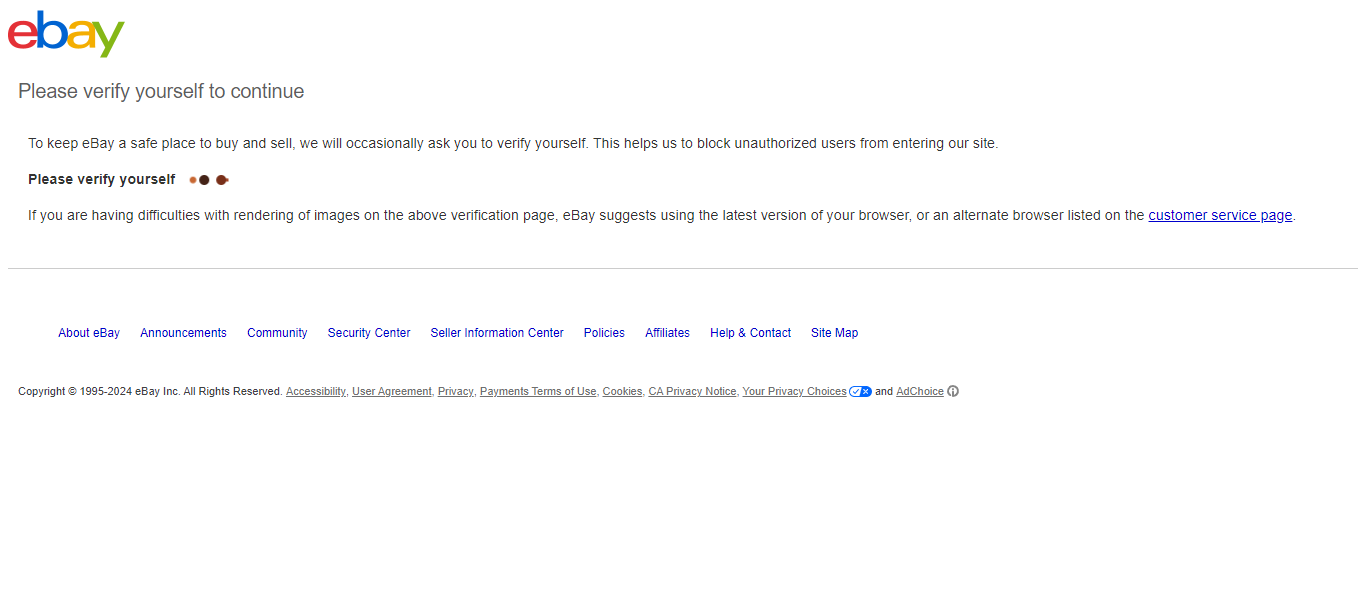 ebay
Please verify yourself to continue
To keep eBay a safe place to buy and sell, we will occasionally ask you to verify yourself. This helps us to block unauthorized users from entering our site.
Please verify yourself
If you are having difficulties with rendering of images on the above verification page, eBay suggests using the latest version of your browser, or an alternate browser listed on the customer service page.
About eBay Announcements Community Security Center Seller Information Center Policies Affiliates Help & Contact Site Map
Copyright © 1995-2024 eBay Inc. All Rights Reserved. Accessibility, User Agreement, Privacy, Payments Terms of Use, Cookies, CA Privacy Notice, Your Privacy Choices and AdChoice